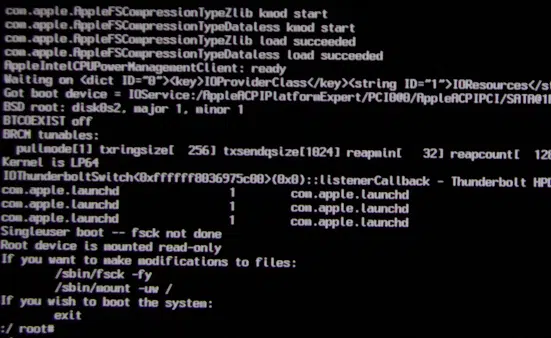 com.apple.AppleFSCompressionTypeZlib kmod start
com.apple.AppleFSCompressionTypeDataless kmod start
com.apple.AppleFSCompressionTypeZlib load succeeded
com.apple.AppleFSCompressionTypeDataless load succeeded
AppleIntelCPUPowerManagementClient: ready
Waiting on <dict ID="0"><key>IOProviderClass</key><string ID="1">IOResources</st
Got boot device = IOService:/AppleACPIPlatformExpert/PCI0@0/AppleACPIPCI/SATA@1F
BSD root: disk0s2, major 1, minor 1
BTCOEXIST off
BRCM tunables:
pullmode[1] txringsize[ 256] txsendqsize[1024] reapmin[ 32] reapcount[ 128
Kernel is LP64
IOThunderboltSwitch<0xffffff8036975c00>(0x0)::listenerCallback - Thunderbolt HPD
com.apple.launchd 1 com.apple.launchd
com.apple.launchd 1 com.apple.launchd
com.apple.launchd 1 com.apple.launchd
Singleuser boot -- fsck not done
Root device is mounted read-only
If you want to make modifications to files:
/sbin/fsck -fy
/sbin/mount -uw /
If you wish to boot the system:
exit
:/ root#